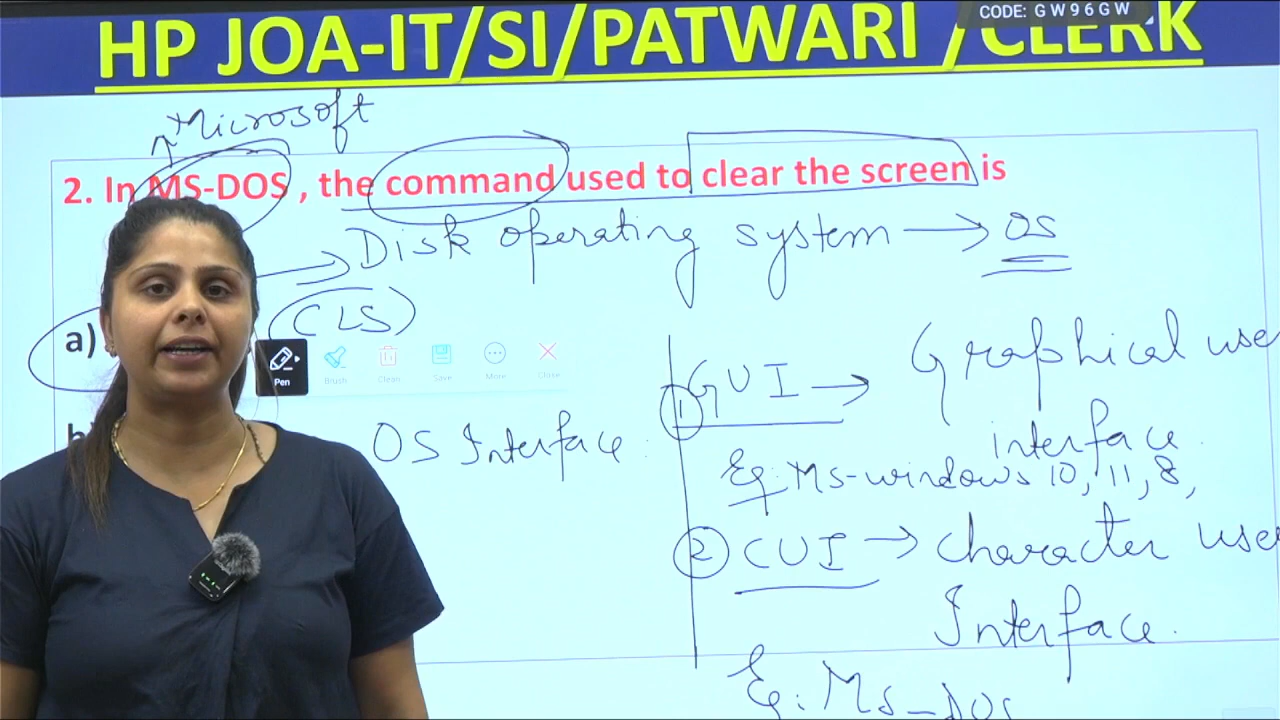 CODE: GW96GW
HP JOA-IT/SI/PATWARI /CLERK
Microsoft
2. In MS-DOS , the command used to clear the screen is
Disk operating system → OS
a)
CLS
Pen
Brush
Clean
Save
More
Close
b)
OS Interface
① GUI → Graphical use
interface
Eg: Ms-windows 10, 11, 8,
② CUI → character use
Interface.
Eg: Ms-DOS